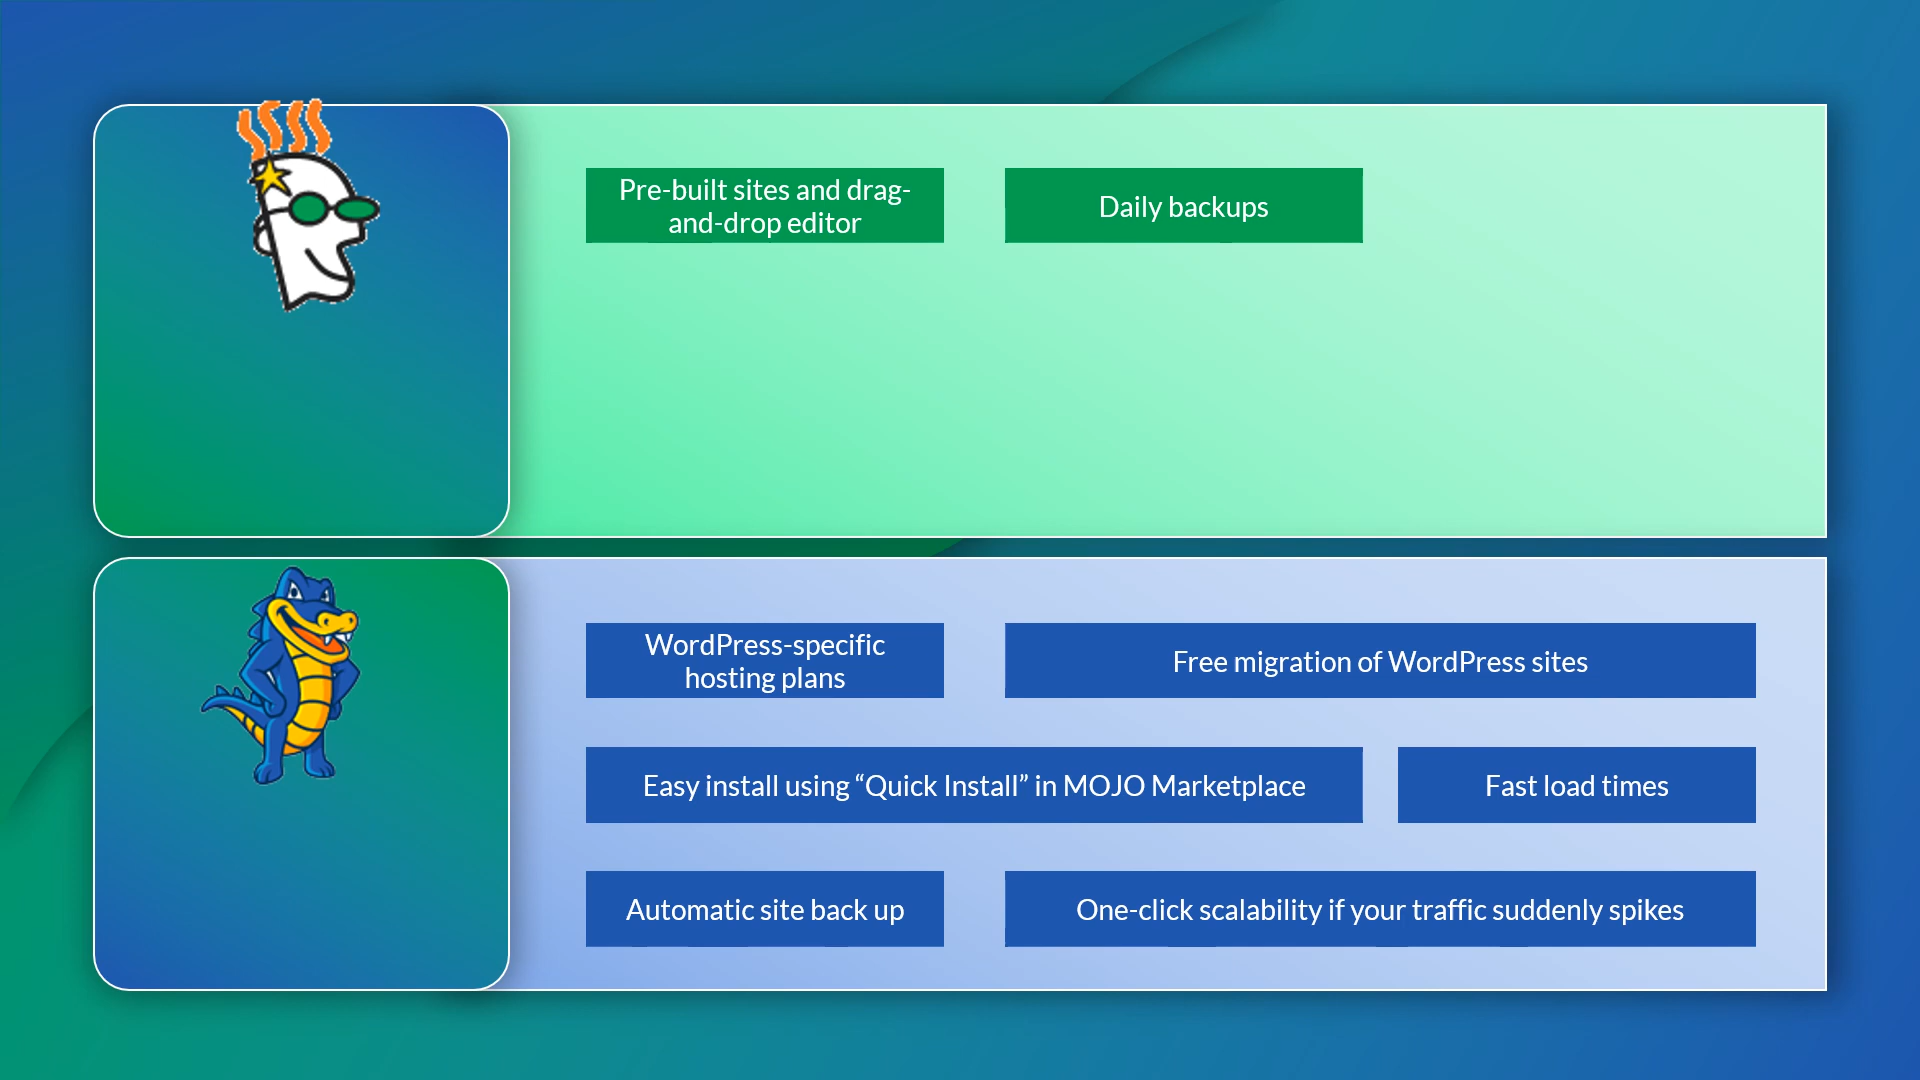 Pre-built sites and drag-
and-drop editor
Daily backups
WordPress-specific
hosting plans
Free migration of WordPress sites
Easy install using “Quick Install” in MOJO Marketplace
Fast load times
Automatic site back up
One-click scalability if your traffic suddenly spikes